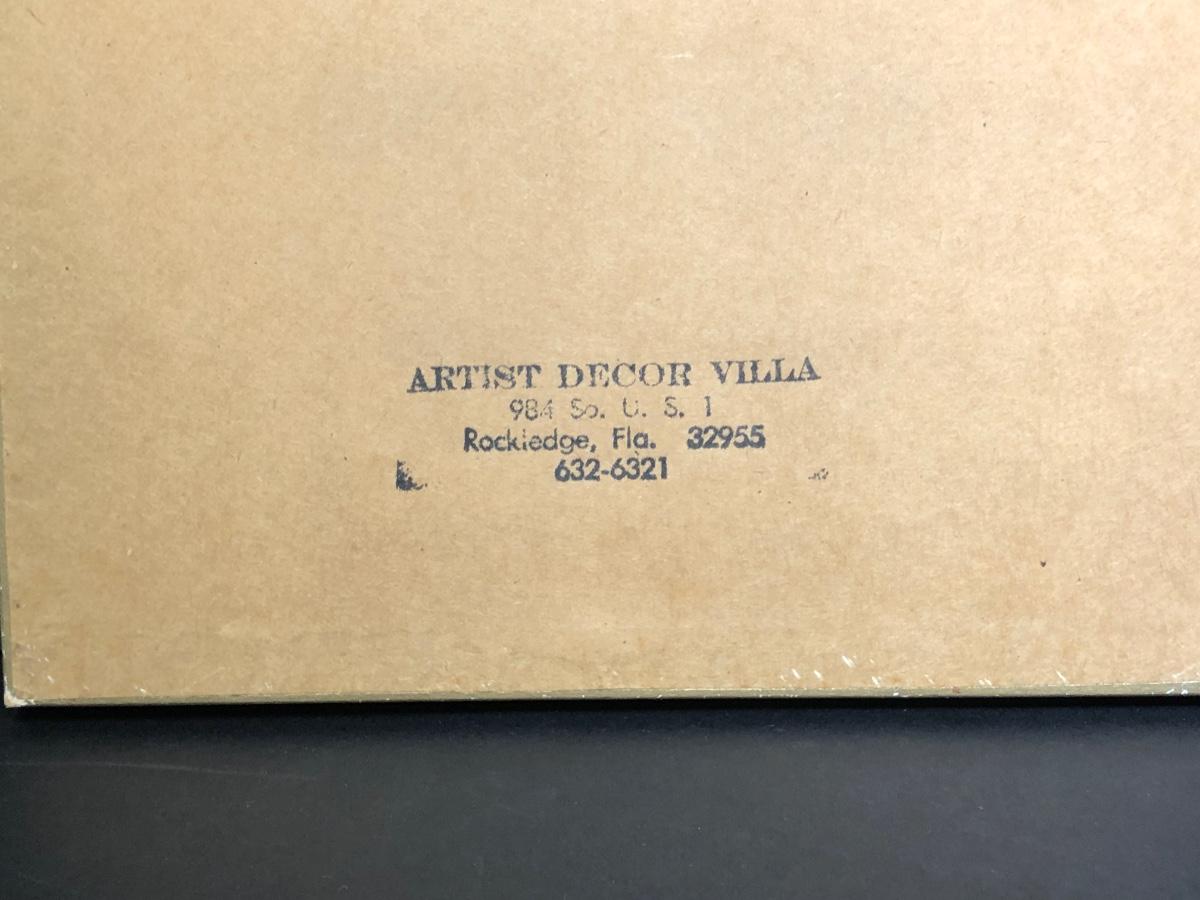 ARTIST DECOR VILLA
984 So. U. S. 1
Rockledge, Fla. 32955
632-6321